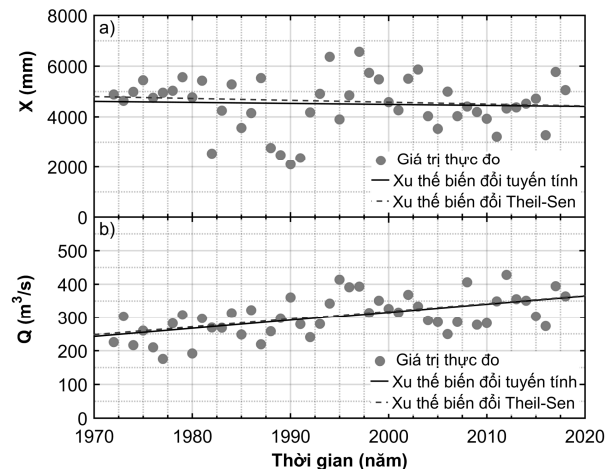 8000
a)
6000
X (mm)
4000
Giá trị thực đo
2000
Xu thế biến đổi tuyến tính
Xu thế biến đổi Theil-Sen
0
b)
500
400
Q (m³/s)
300
200
Giá trị thực đo
100
Xu thế biến đổi tuyến tính
Xu thế biến đổi Theil-Sen
0
1970 1980 1990 2000 2010 2020
Thời gian (năm)